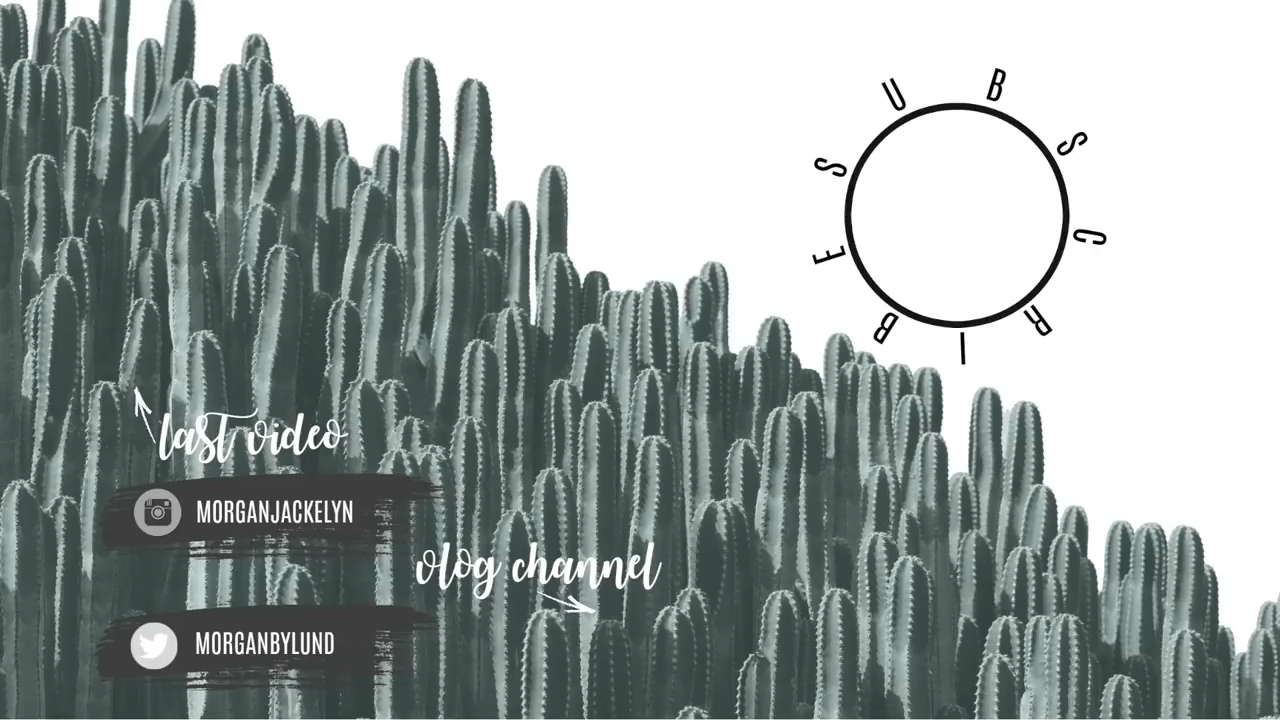 SUBSCRIBE
last video
MORGANJACKELYN
vlog channel
MORGANBYLUND